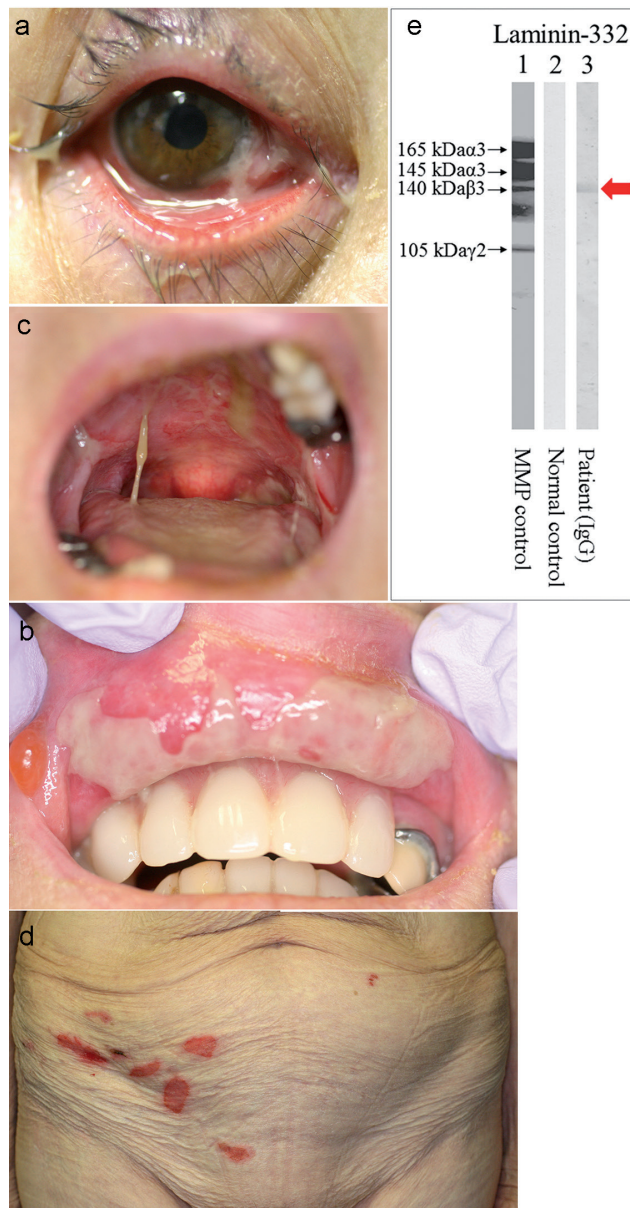 a
c
b
d
e
Laminin-332
1 2 3
165 kDaα3
145 kDaα3
140 kDaβ3
105 kDaγ2
MMP control
Normal control
Patient (IgG)